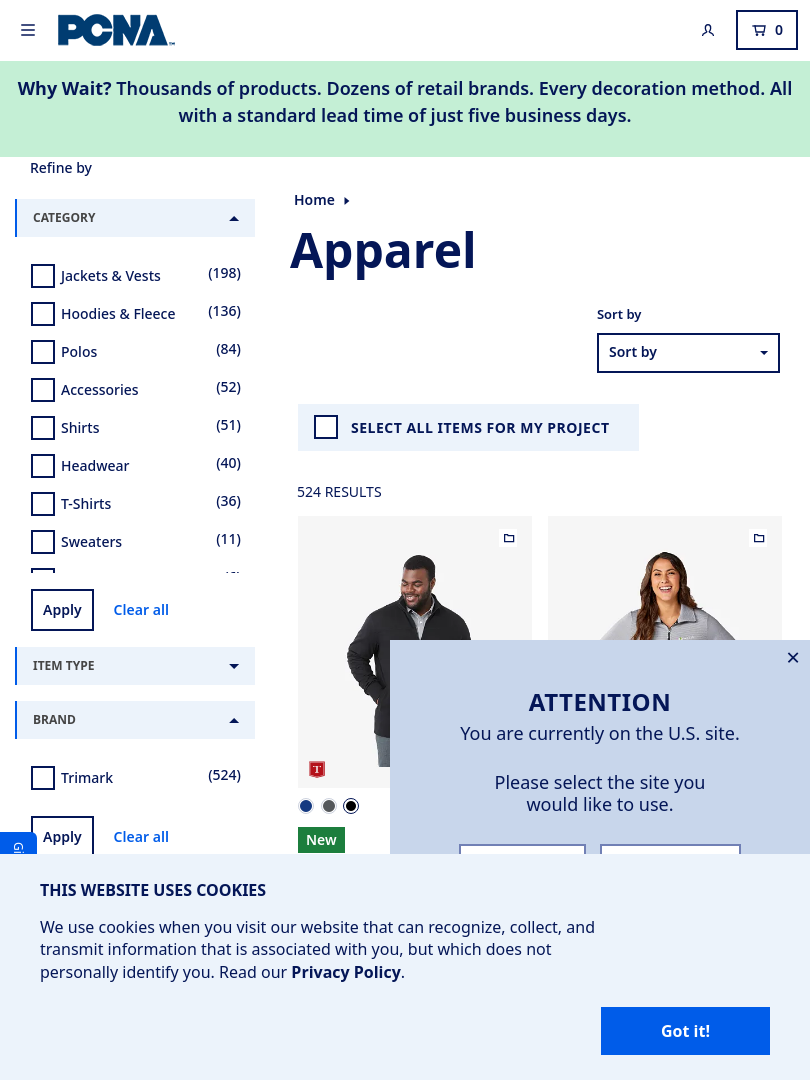 PCNA
0
Why Wait? Thousands of products. Dozens of retail brands. Every decoration method. All
with a standard lead time of just five business days.
Refine by
CATEGORY
Jackets & Vests (198)
Hoodies & Fleece (136)
Polos (84)
Accessories (52)
Shirts (51)
Headwear (40)
T-Shirts (36)
Sweaters (11)
Apply Clear all
ITEM TYPE
BRAND
Trimark (524)
Apply Clear all
Home
Apparel
Sort by
Sort by
SELECT ALL ITEMS FOR MY PROJECT
524 RESULTS
T
New
ATTENTION
You are currently on the U.S. site.
Please select the site you
would like to use.
THIS WEBSITE USES COOKIES
We use cookies when you visit our website that can recognize, collect, and
transmit information that is associated with you, but which does not
personally identify you. Read our Privacy Policy.
Got it!